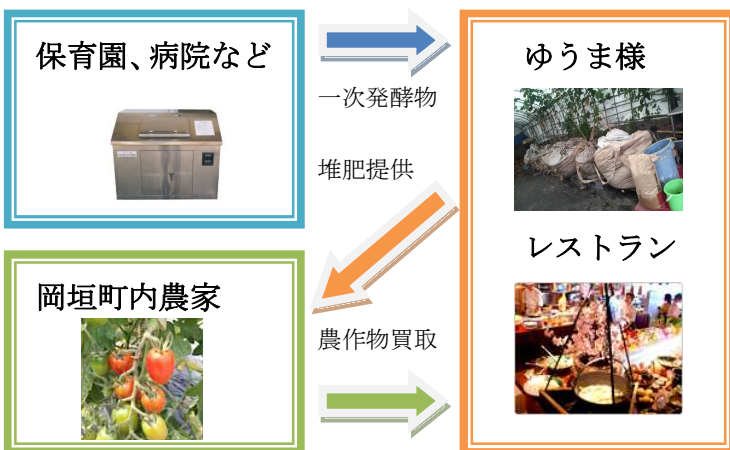 保育園、病院など
一次発酵物
ゆうま様
堆肥提供
レストラン
岡垣町内農家
農作物買取